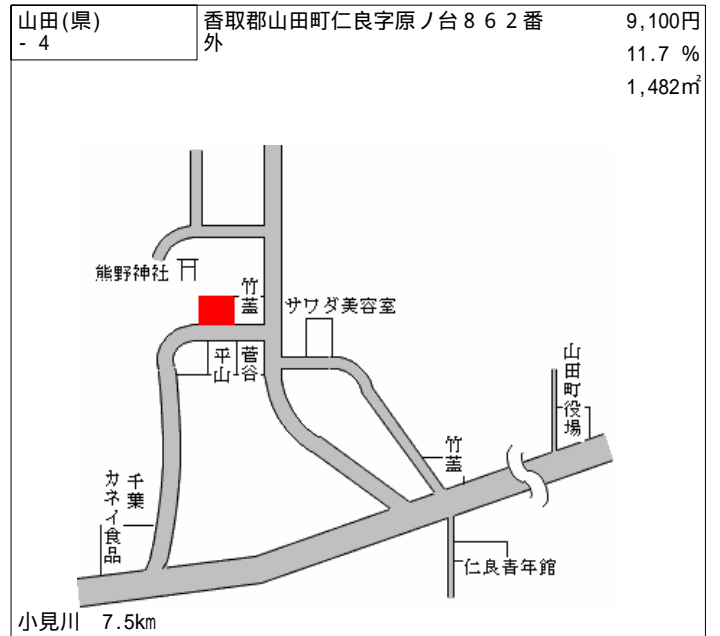 山田(県)
- 4
香取郡山田町仁良字原ノ台８６２番
外
9,100円
11.7 %
1,482㎡
熊野神社
竹蓋
サワダ美容室
平山
菅谷
山田町役場
竹蓋
千葉
カネイ食品
仁良青年館
小見川 7.5km